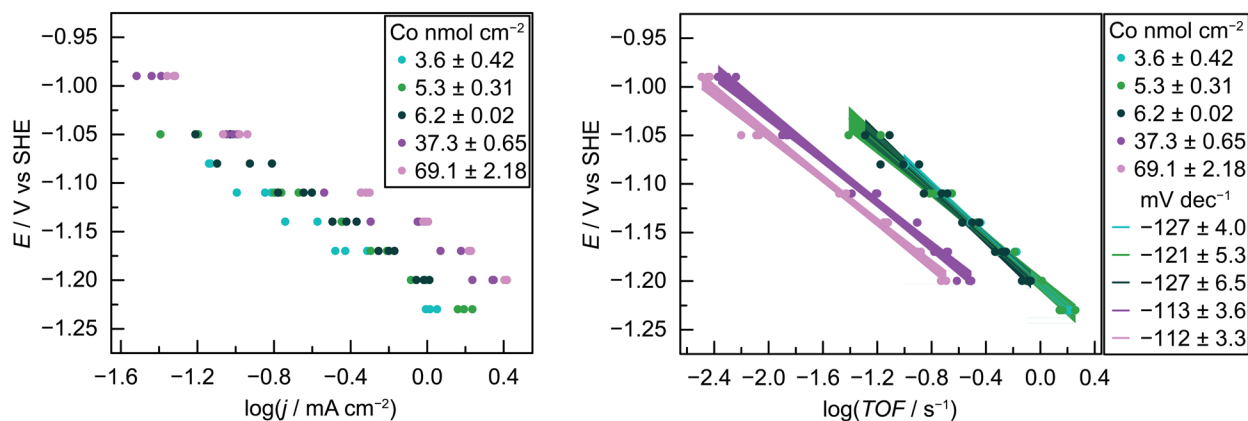 −0.95
−1.00
−1.05
−1.10
−1.15
−1.20
−1.25
E / V vs SHE
−1.6
−1.2
−0.8
−0.4
0.0
0.4
log(j / mA cm⁻²)
Co nmol cm⁻²
3.6 ± 0.42
5.3 ± 0.31
6.2 ± 0.02
37.3 ± 0.65
69.1 ± 2.18
−0.95
−1.00
−1.05
−1.10
−1.15
−1.20
−1.25
E / V vs SHE
−2.4
−2.0
−1.6
−1.2
−0.8
−0.4
0.0
0.4
log(TOF / s⁻¹)
Co nmol cm⁻²
3.6 ± 0.42
5.3 ± 0.31
6.2 ± 0.02
37.3 ± 0.65
69.1 ± 2.18
mV dec⁻¹
−127 ± 4.0
−121 ± 5.3
−127 ± 6.5
−113 ± 3.6
−112 ± 3.3